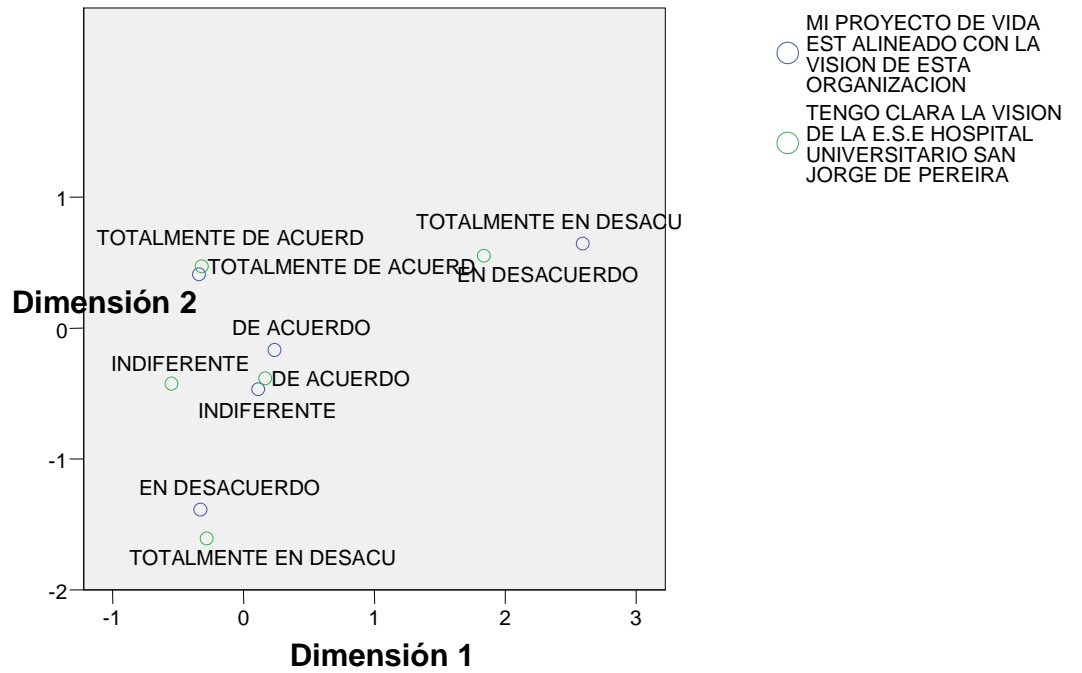 MI PROYECTO DE VIDA
EST ALINEADO CON LA
VISION DE ESTA
ORGANIZACION
TENGO CLARA LA VISION
DE LA E.S.E HOSPITAL
UNIVERSITARIO SAN
JORGE DE PEREIRA
1
TOTALMENTE EN DESACU
TOTALMENTE DE ACUERD
TOTALMENTE DE ACUERD
EN DESACUERDO
Dimensión 2
0
DE ACUERDO
INDIFERENTE
DE ACUERDO
INDIFERENTE
-1
EN DESACUERDO
TOTALMENTE EN DESACU
-2
-1 0 1 2 3
Dimensión 1